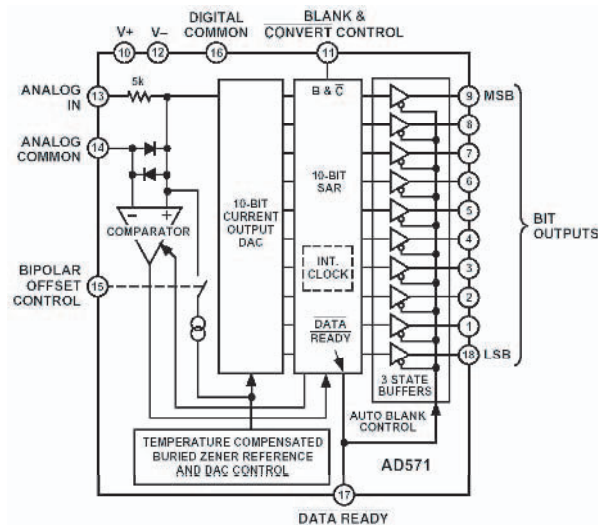 V+
V–
DIGITAL
COMMON
BLANK &
CONVERT CONTROL
10
12
16
11
ANALOG
IN
13
5k
B & C
9
MSB
8
ANALOG
COMMON
14
7
– +
COMPARATOR
10-BIT
CURRENT
OUTPUT
DAC
10-BIT
SAR
6
5
BIT
OUTPUTS
4
BIPOLAR
OFFSET
CONTROL
15
INT.
CLOCK
3
2
DATA
READY
1
18
LSB
3 STATE
BUFFERS
AUTO BLANK
CONTROL
TEMPERATURE COMPENSATED
BURIED ZENER REFERENCE
AND DAC CONTROL
AD571
17
DATA READY